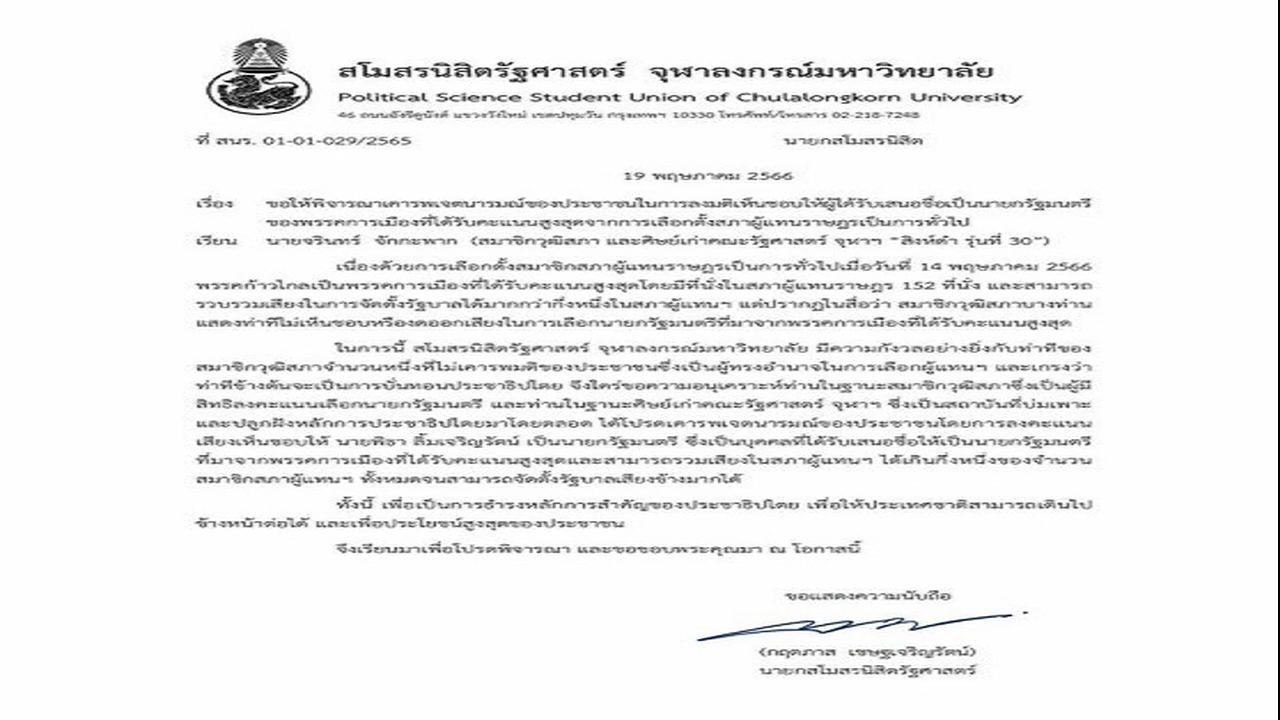 สโมสรนิสิตรัฐศาสตร์ จุฬาลงกรณ์มหาวิทยาลัย
Political Science Student Union of Chulalongkorn University
46 ถนนอังรีดูนังต์ แขวงวังใหม่ เขตปทุมวัน กรุงเทพฯ 10330 โทรศัพท์/โทรสาร 02-218-7248
ที่ สนร. 01-01-029/2565 นายกสโมสรนิสิต
19 พฤษภาคม 2566
เรื่อง ขอให้พิจารณาเคารพเจตนารมณ์ของประชาชนในการลงมติเห็นชอบให้ผู้ได้รับเสนอชื่อเป็นนายกรัฐมนตรี
ของพรรคการเมืองที่ได้รับคะแนนสูงสุดจากการเลือกตั้งสภาผู้แทนราษฎรเป็นการทั่วไป
เรียน นายจรินทร์ จักกะพาก (สมาชิกวุฒิสภา และศิษย์เก่าคณะรัฐศาสตร์ จุฬาฯ "สิงห์ดำ รุ่นที่ 30")
เนื่องด้วยการเลือกตั้งสมาชิกสภาผู้แทนราษฎรเป็นการทั่วไปเมื่อวันที่ 14 พฤษภาคม 2566
พรรคก้าวไกลเป็นพรรคการเมืองที่ได้รับคะแนนสูงสุดโดยมีที่นั่งในสภาผู้แทนราษฎร 152 ที่นั่ง และสามารถ
รวบรวมเสียงในการจัดตั้งรัฐบาลได้มากกว่ากึ่งหนึ่งในสภาผู้แทนฯ แต่ปรากฏในสื่อว่า สมาชิกวุฒิสภาบางท่าน
แสดงท่าทีไม่เห็นชอบหรืองดออกเสียงในการเลือกนายกรัฐมนตรีที่มาจากพรรคการเมืองที่ได้รับคะแนนสูงสุด
ในการนี้ สโมสรนิสิตรัฐศาสตร์ จุฬาลงกรณ์มหาวิทยาลัย มีความกังวลอย่างยิ่งกับท่าทีของ
สมาชิกวุฒิสภาจำนวนหนึ่งที่ไม่เคารพมติของประชาชนซึ่งเป็นผู้ทรงอำนาจในการเลือกผู้แทนฯ และเกรงว่า
ท่าทีข้างต้นจะเป็นการบั่นทอนประชาธิปไตย จึงใคร่ขอความอนุเคราะห์ท่านในฐานะสมาชิกวุฒิสภาซึ่งเป็นผู้มี
สิทธิลงคะแนนเลือกนายกรัฐมนตรี และท่านในฐานะศิษย์เก่าคณะรัฐศาสตร์ จุฬาฯ ซึ่งเป็นสถาบันที่บ่มเพาะ
และปลูกฝังหลักการประชาธิปไตยมาโดยตลอด ได้โปรดเคารพเจตนารมณ์ของประชาชนโดยการลงคะแนน
เสียงเห็นชอบให้ นายพิธา ลิ้มเจริญรัตน์ เป็นนายกรัฐมนตรี ซึ่งเป็นบุคคลที่ได้รับเสนอชื่อให้เป็นนายกรัฐมนตรี
ที่มาจากพรรคการเมืองที่ได้รับคะแนนสูงสุดและสามารถรวมเสียงในสภาผู้แทนฯ ได้เกินกึ่งหนึ่งของจำนวน
สมาชิกสภาผู้แทนฯ ทั้งหมดจนสามารถจัดตั้งรัฐบาลเสียงข้างมากได้
ทั้งนี้ เพื่อเป็นการธำรงหลักการสำคัญของประชาธิปไตย เพื่อให้ประเทศชาติสามารถเดินไป
ข้างหน้าต่อได้ และเพื่อประโยชน์สูงสุดของประชาชน
จึงเรียนมาเพื่อโปรดพิจารณา และขอขอบพระคุณมา ณ โอกาสนี้
ขอแสดงความนับถือ
(กฤตภาส เชษฐเจริญรัตน์)
นายกสโมสรนิสิตรัฐศาสตร์